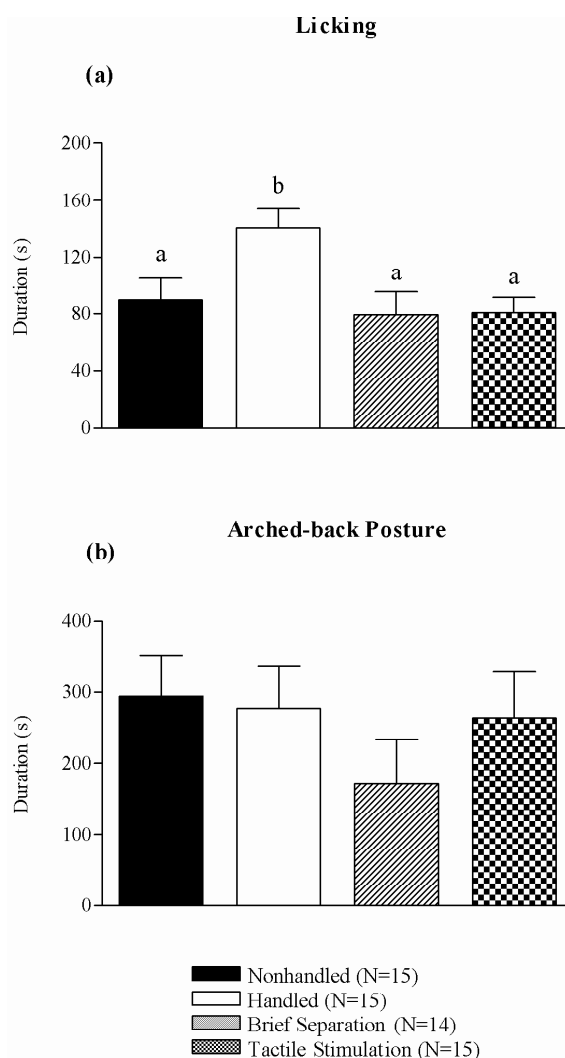 Licking
(a)
200
160
120
80
40
0
Duration (s)
a
b
a
a
Arched-back Posture
(b)
400
300
200
100
0
Duration (s)
Nonhandled (N=15)
Handled (N=15)
Brief Separation (N=14)
Tactile Stimulation (N=15)